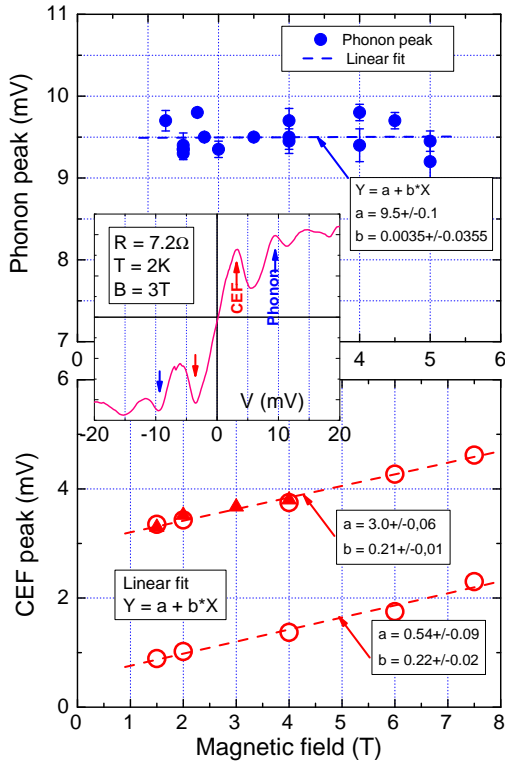 Phonon peak
Linear fit
Phonon peak (mV)
11
10
9
8
7
Y = a + b*X
a = 9.5+/-0.1
b = 0.0035+/-0.0355
R = 7.2Ω
T = 2K
B = 3T
CEF
Phonon
V (mV)
-20 -10 0 10 20
0 4 5 6
CEF peak (mV)
6
4
2
0
a = 3.0+/-0,06
b = 0.21+/-0,01
Linear fit
Y = a + b*X
a = 0.54+/-0.09
b = 0.22+/-0.02
0 1 2 3 4 5 6 7 8
Magnetic field (T)